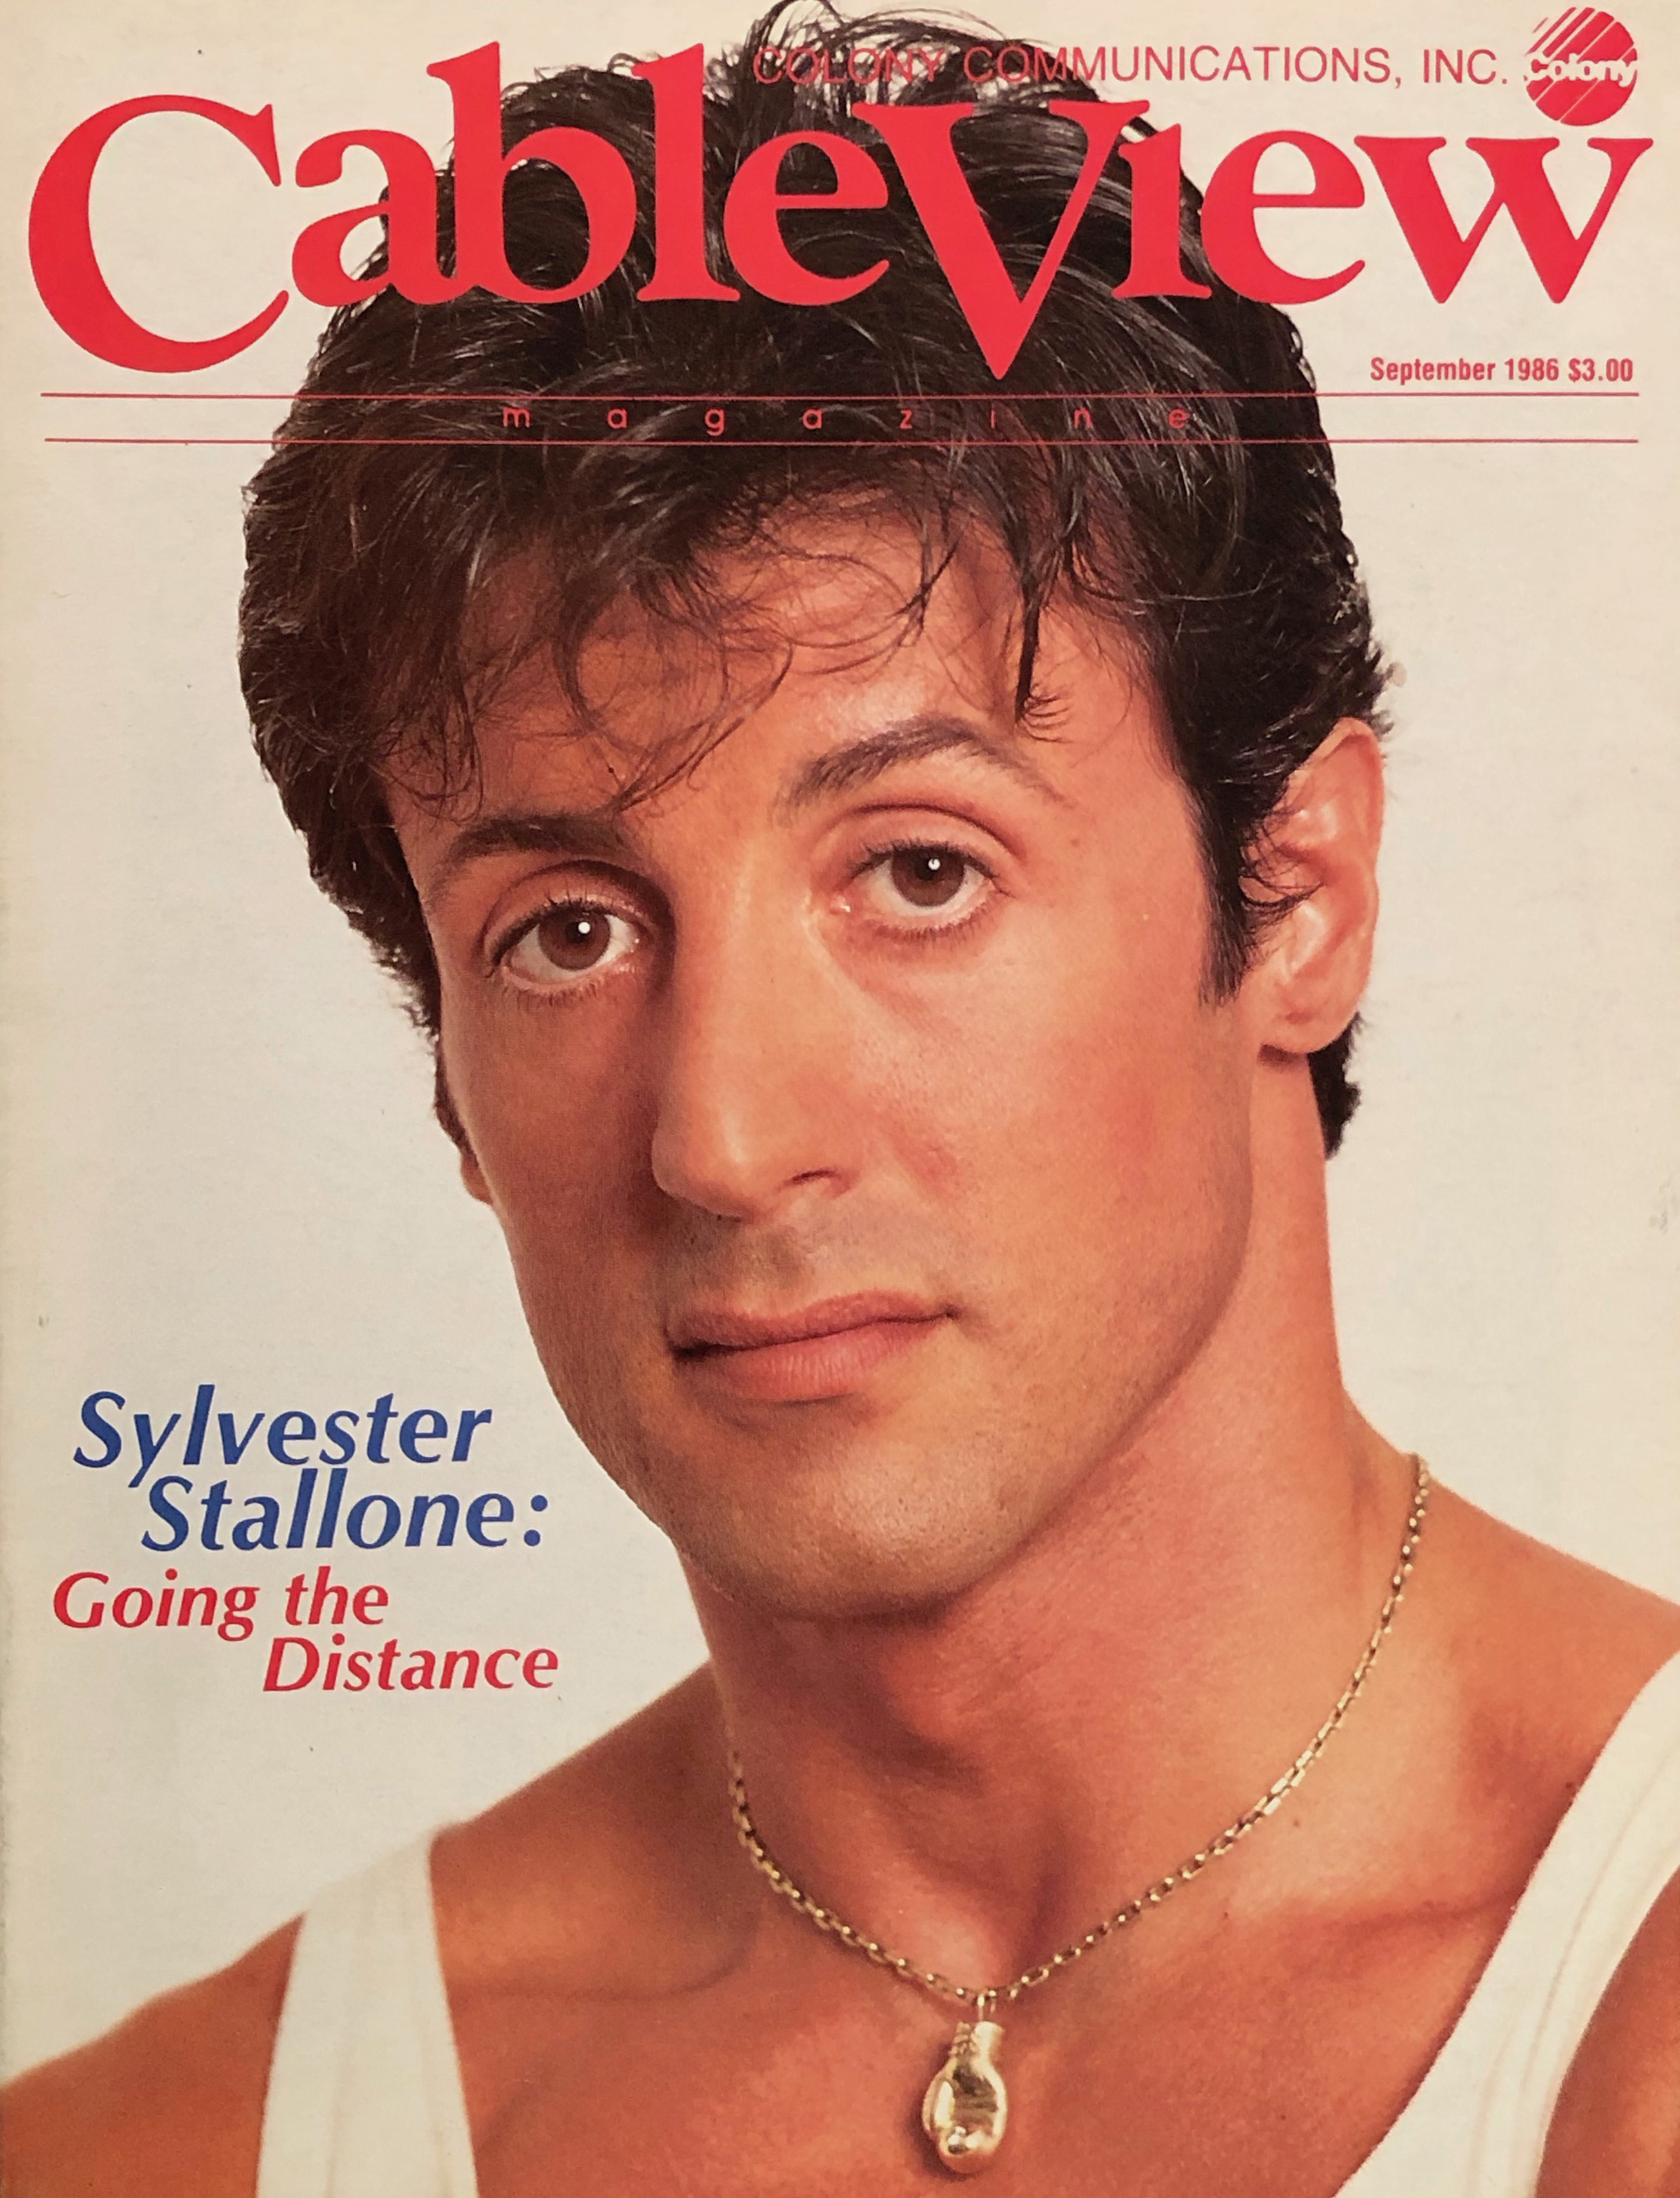 COLONY COMMUNICATIONS, INC.
Colony
CableView
September 1986 $3.00
magazine
Sylvester
Stallone:
Going the
Distance